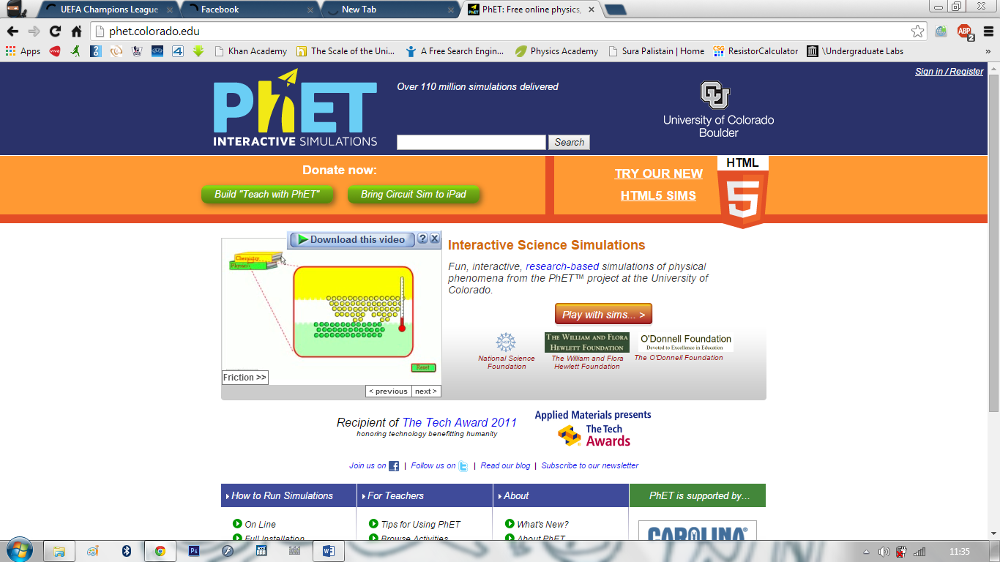 UEFA Champions League
Facebook
New Tab
PhET: Free online physics,
phet.colorado.edu
ABP
2
Apps
viva
Khan Academy
The Scale of the Uni...
A Free Search Engin...
Physics Academy
Sura Palistain | Home
CSG
RES
ResistorCalculator
\Undergraduate Labs
»
Sign in / Register
PhET
INTERACTIVE SIMULATIONS
Over 110 million simulations delivered
Search
CU
University of Colorado
Boulder
Donate now:
Build "Teach with PhET"
Bring Circuit Sim to iPad
TRY OUR NEW
HTML5 SIMS
HTML
5
Download this video
?
X
Chemistry
Physics
Reset
Friction >>
< previous
next >
Interactive Science Simulations
Fun, interactive, research-based simulations of physical
phenomena from the PhET™ project at the University of
Colorado.
Play with sims... >
NSF
National Science
Foundation
THE WILLIAM AND FLORA
HEWLETT FOUNDATION
The William and Flora
Hewlett Foundation
O'Donnell Foundation
Devoted to Excellence in Education
The O'Donnell Foundation
Recipient of The Tech Award 2011
honoring technology benefitting humanity
Applied Materials presents
The Tech
Awards
Join us on f | Follow us on t | Read our blog | Subscribe to our newsletter
How to Run Simulations
On Line
Full Installation
For Teachers
Tips for Using PhET
Browse Activities
About
What's New?
About PhET
PhET is supported by...
CAROLINA
Ps
W
11:35